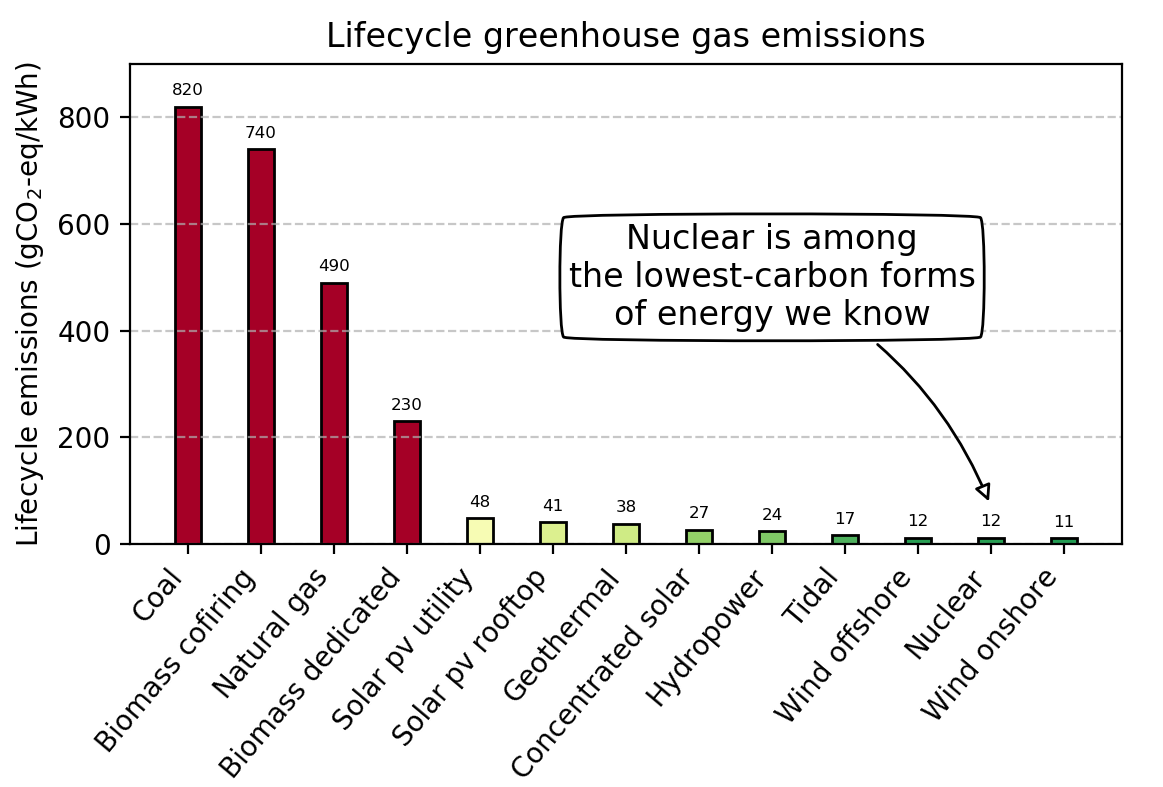 Lifecycle greenhouse gas emissions
Lifecycle emissions (gCO₂-eq/kWh)
800
600
400
200
0
820
740
490
230
48
41
38
27
24
17
12
12
11
Nuclear is among
the lowest-carbon forms
of energy we know
Coal
Biomass cofiring
Natural gas
Biomass dedicated
Solar pv utility
Solar pv rooftop
Geothermal
Concentrated solar
Hydropower
Tidal
Wind offshore
Nuclear
Wind onshore